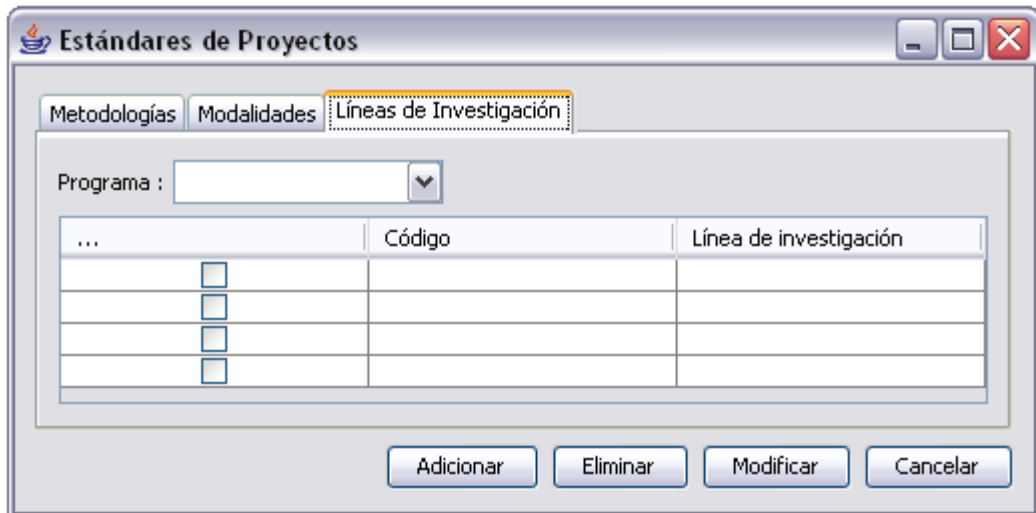 Estándares de Proyectos
Metodologías Modalidades Líneas de Investigación
Programa :
... Código Línea de investigación
Adicionar Eliminar Modificar Cancelar